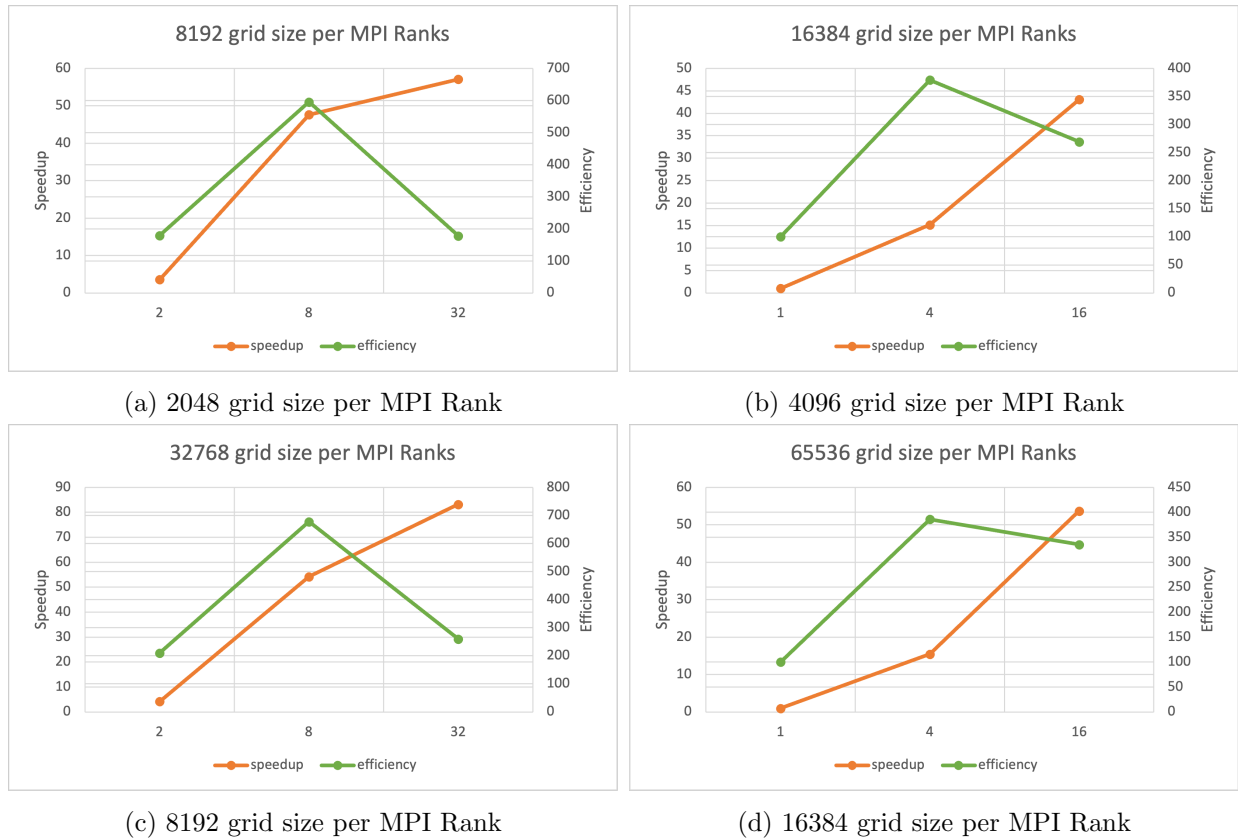 8192 grid size per MPI Ranks
60
50
40
30
20
10
0
Speedup
700
600
500
400
300
200
100
0
Efficiency
2 8 32
speedup efficiency
(a) 2048 grid size per MPI Rank
16384 grid size per MPI Ranks
50
45
40
35
30
25
20
15
10
5
0
Speedup
400
350
300
250
200
150
100
50
0
Efficiency
1 4 16
speedup efficiency
(b) 4096 grid size per MPI Rank
32768 grid size per MPI Ranks
90
80
70
60
50
40
30
20
10
0
Speedup
800
700
600
500
400
300
200
100
0
Efficiency
2 8 32
speedup efficiency
(c) 8192 grid size per MPI Rank
65536 grid size per MPI Ranks
60
50
40
30
20
10
0
Speedup
450
400
350
300
250
200
150
100
50
0
Efficiency
1 4 16
speedup efficiency
(d) 16384 grid size per MPI Rank